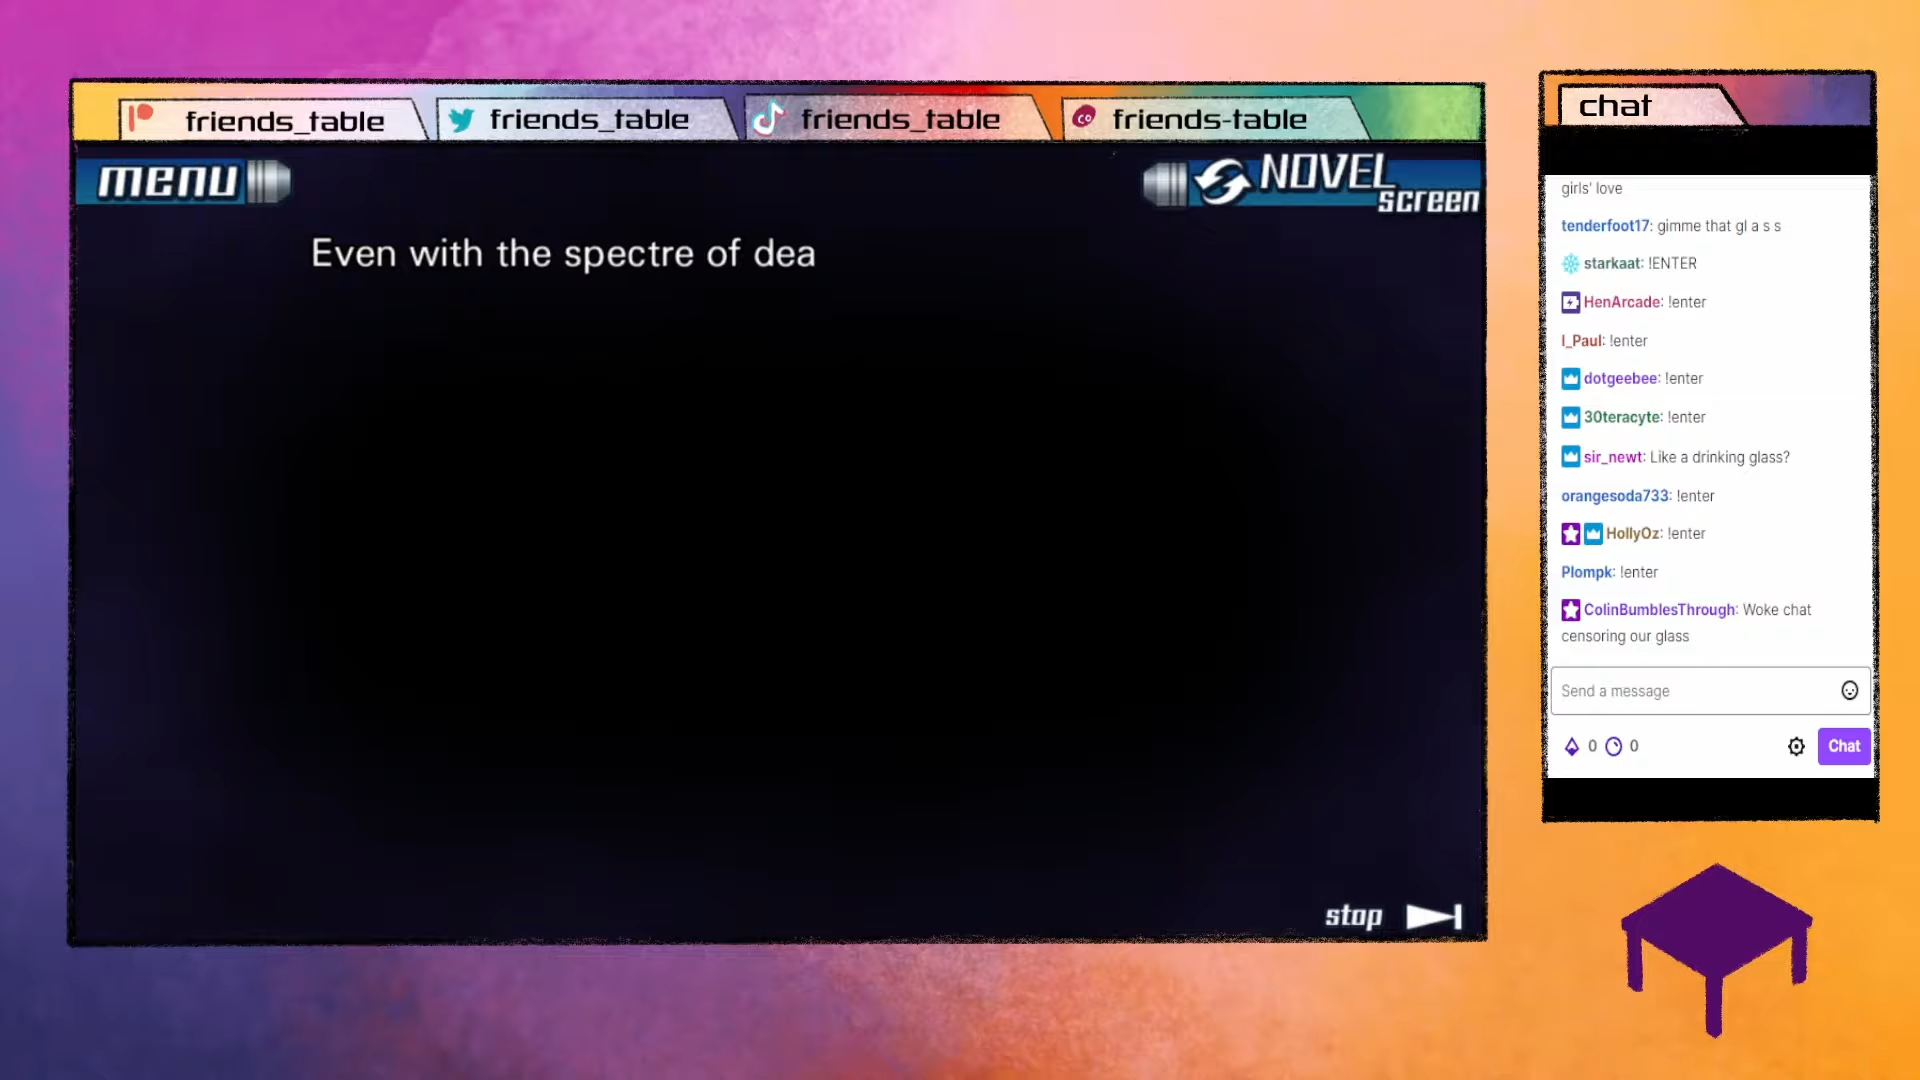 friends_table
friends_table
friends_table
friends-table
menu
NOVEL
screen
Even with the spectre of dea
stop
chat
girls' love
tenderfoot17: gimme that gl a s s
starkaat: !ENTER
HenArcade: !enter
I_Paul: !enter
dotgeebee: !enter
30teracyte: !enter
sir_newt: Like a drinking glass?
orangesoda733: !enter
HollyOz: !enter
Plompk: !enter
ColinBumblesThrough: Woke chat
censoring our glass
Send a message
0 0
Chat